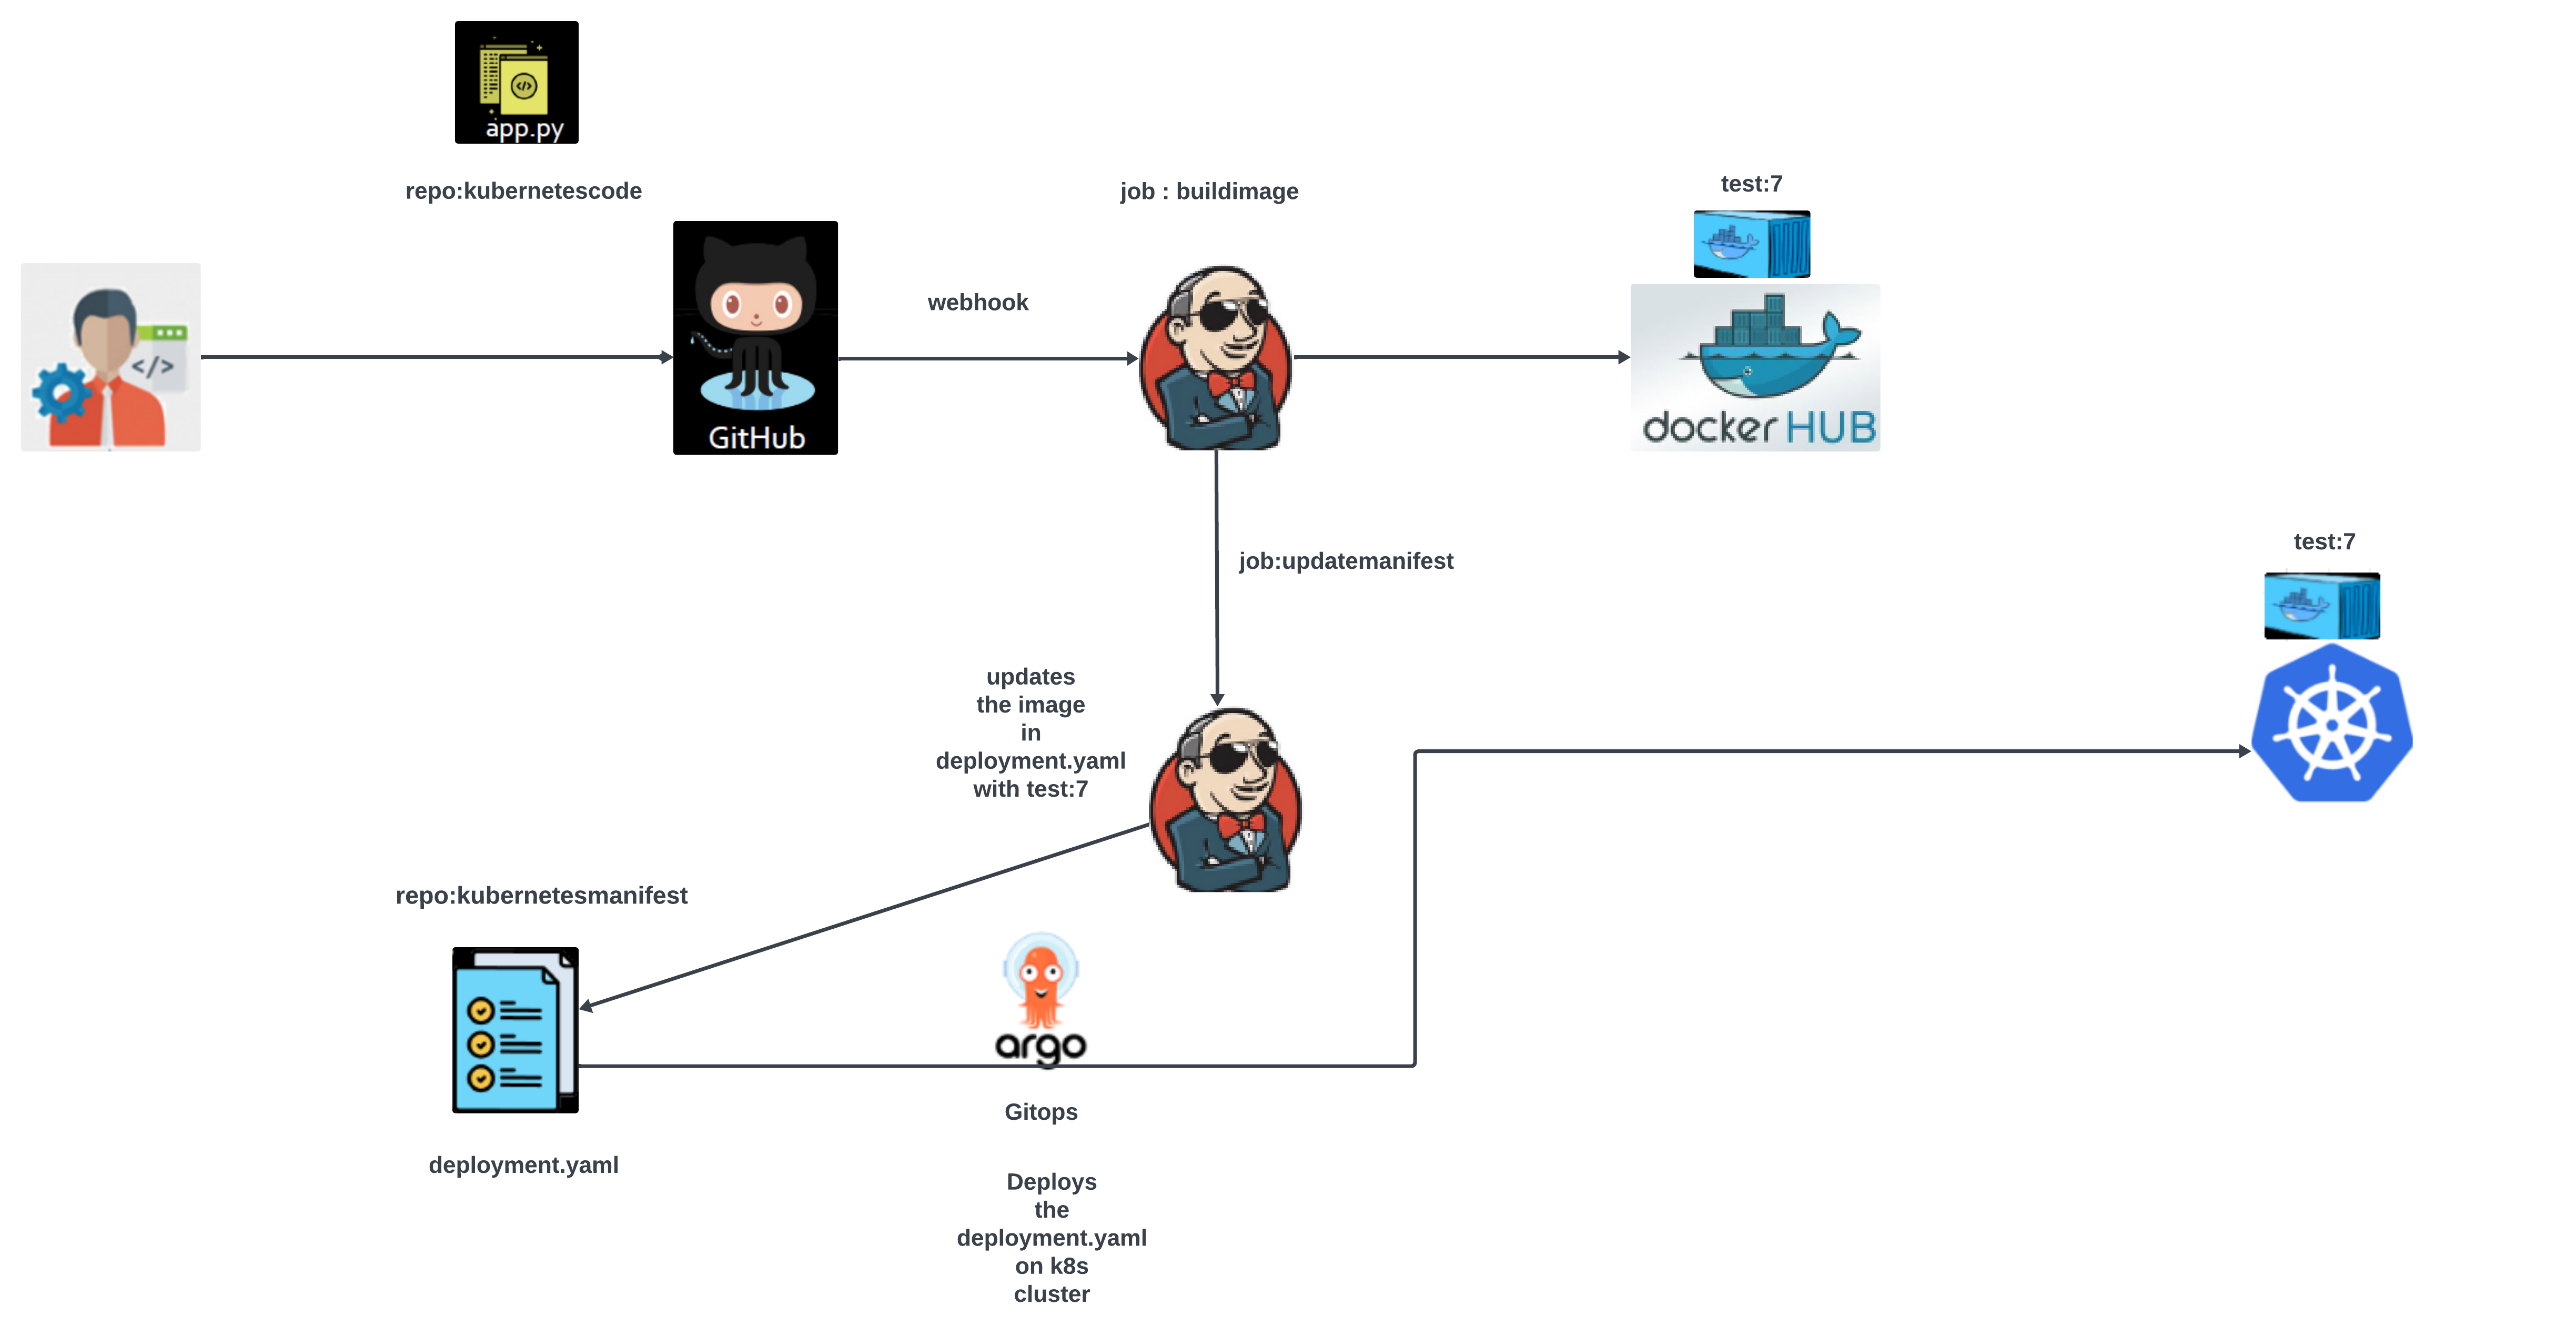 app.py
repo:kubernetescode
job : buildimage
test:7
GitHub
webhook
docker HUB
job:updatemanifest
test:7
updates
the image
in
deployment.yaml
with test:7
repo:kubernetesmanifest
argo
Gitops
deployment.yaml
Deploys
the
deployment.yaml
on k8s
cluster